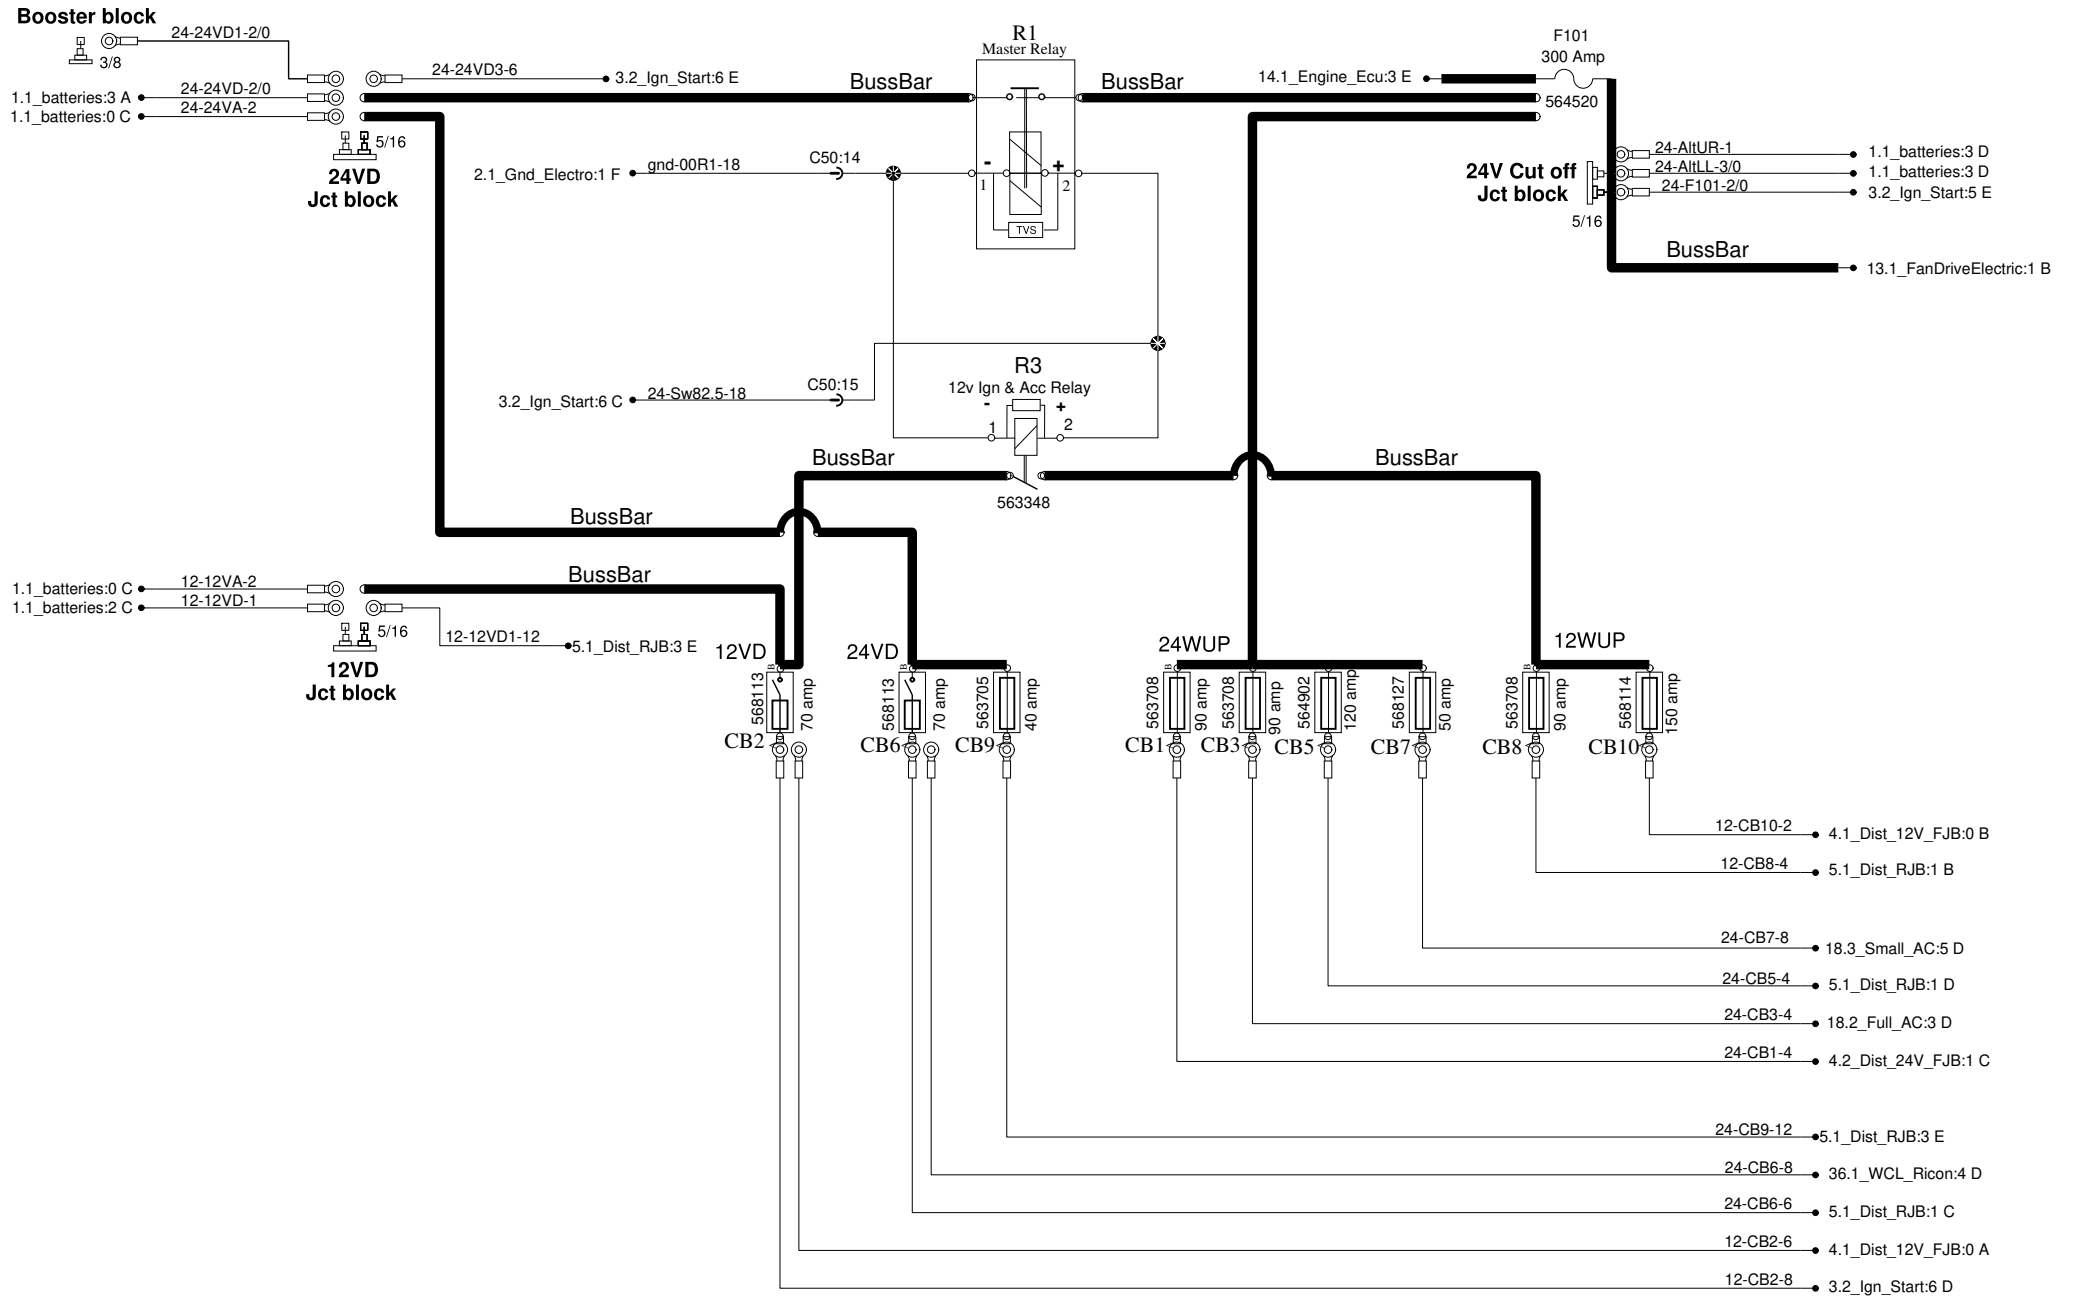 Booster block
24-24VD1-2/0
3/8
24-24VD3-6
3.2_Ign_Start:6 E
1.1_batteries:3 A
24-24VD-2/0
1.1_batteries:0 C
24-24VA-2
5/16
24VD
Jct block
BussBar
R1
Master Relay
BussBar
14.1_Engine_Ecu:3 E
F101
300 Amp
564520
2.1_Gnd_Electro:1 F
gnd-00R1-18
C50:14
- +
1 2
TVS
24V Cut off
Jct block
5/16
24-AltUR-1
1.1_batteries:3 D
24-AltLL-3/0
1.1_batteries:3 D
24-F101-2/0
3.2_Ign_Start:5 E
BussBar
13.1_FanDriveElectric:1 B
R3
12v Ign & Acc Relay
- +
1 2
563348
3.2_Ign_Start:6 C
24-Sw82.5-18
C50:15
BussBar
BussBar
BussBar
BussBar
1.1_batteries:0 C
12-12VA-2
1.1_batteries:2 C
12-12VD-1
5/16
12VD
Jct block
12-12VD1-12
5.1_Dist_RJB:3 E
12VD
24VD
24WUP
12WUP
B
568113
70 amp
CB2
B
568113
70 amp
CB6
563705
40 amp
CB9
B
563708
90 amp
CB1
563708
90 amp
CB3
564902
120 amp
CB5
568127
50 amp
CB7
B
563708
90 amp
CB8
568114
150 amp
CB10
12-CB10-2
4.1_Dist_12V_FJB:0 B
12-CB8-4
5.1_Dist_RJB:1 B
24-CB7-8
18.3_Small_AC:5 D
24-CB5-4
5.1_Dist_RJB:1 D
24-CB3-4
18.2_Full_AC:3 D
24-CB1-4
4.2_Dist_24V_FJB:1 C
24-CB9-12
5.1_Dist_RJB:3 E
24-CB6-8
36.1_WCL_Ricon:4 D
24-CB6-6
5.1_Dist_RJB:1 C
12-CB2-6
4.1_Dist_12V_FJB:0 A
12-CB2-8
3.2_Ign_Start:6 D